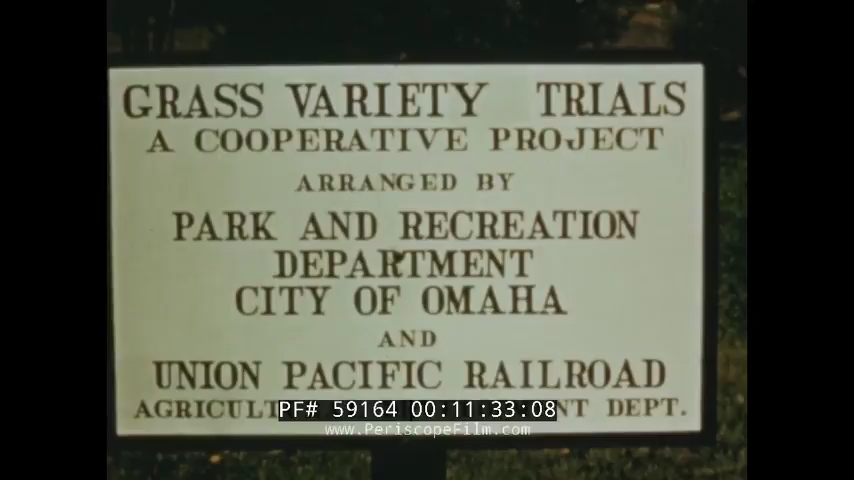 GRASS VARIETY TRIALS
A COOPERATIVE PROJECT
ARRANGED BY
PARK AND RECREATION
DEPARTMENT
CITY OF OMAHA
AND
UNION PACIFIC RAILROAD
DEPT.
PF# 59164 00:11:33:08
www.PeriscopeFilm.com